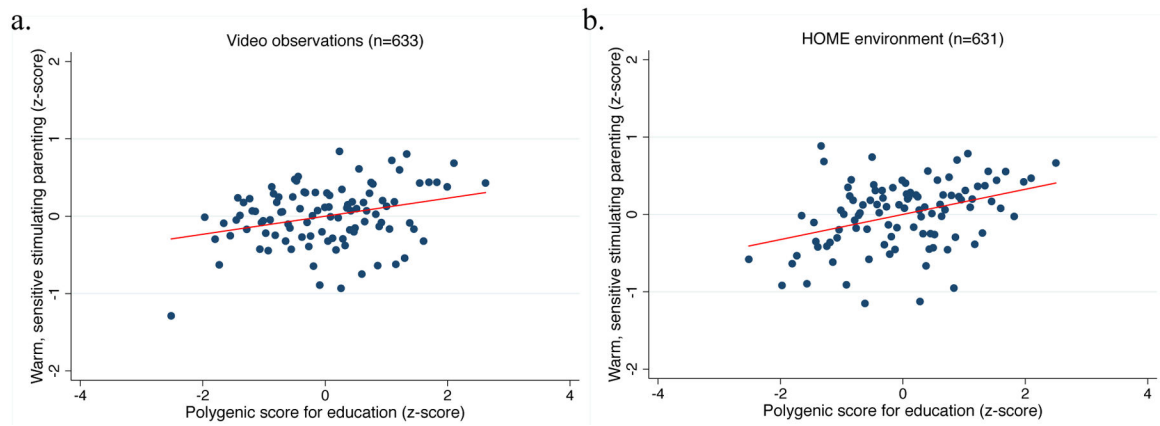 a.
Video observations (n=633)
Warm, sensitive stimulating parenting (z-score)
2
1
0
-1
-2
-4
-2
0
2
4
Polygenic score for education (z-score)
b.
HOME environment (n=631)
Warm, sensitive stimulating parenting (z-score)
2
1
0
-1
-2
-4
-2
0
2
4
Polygenic score for education (z-score)